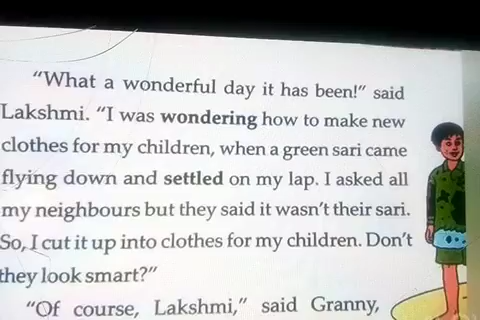 "What a wonderful day it has been!" said
Lakshmi. "I was wondering how to make new
clothes for my children, when a green sari came
flying down and settled on my lap. I asked all
my neighbours but they said it wasn't their sari.
So, I cut it up into clothes for my children. Don't
they look smart?"
"Of course, Lakshmi," said Granny,